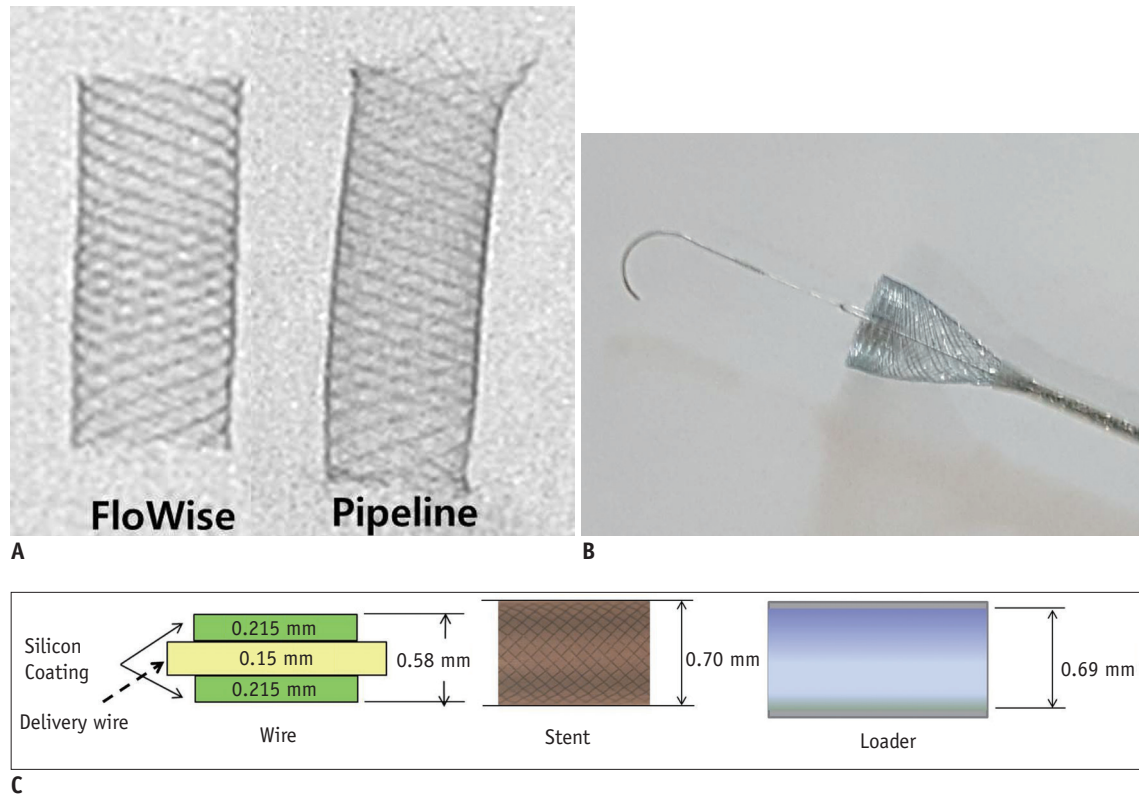 FloWise
Pipeline
A
B
Silicon
Coating
Delivery wire
0.215 mm
0.15 mm
0.215 mm
0.58 mm
Wire
0.70 mm
Stent
0.69 mm
Loader
C